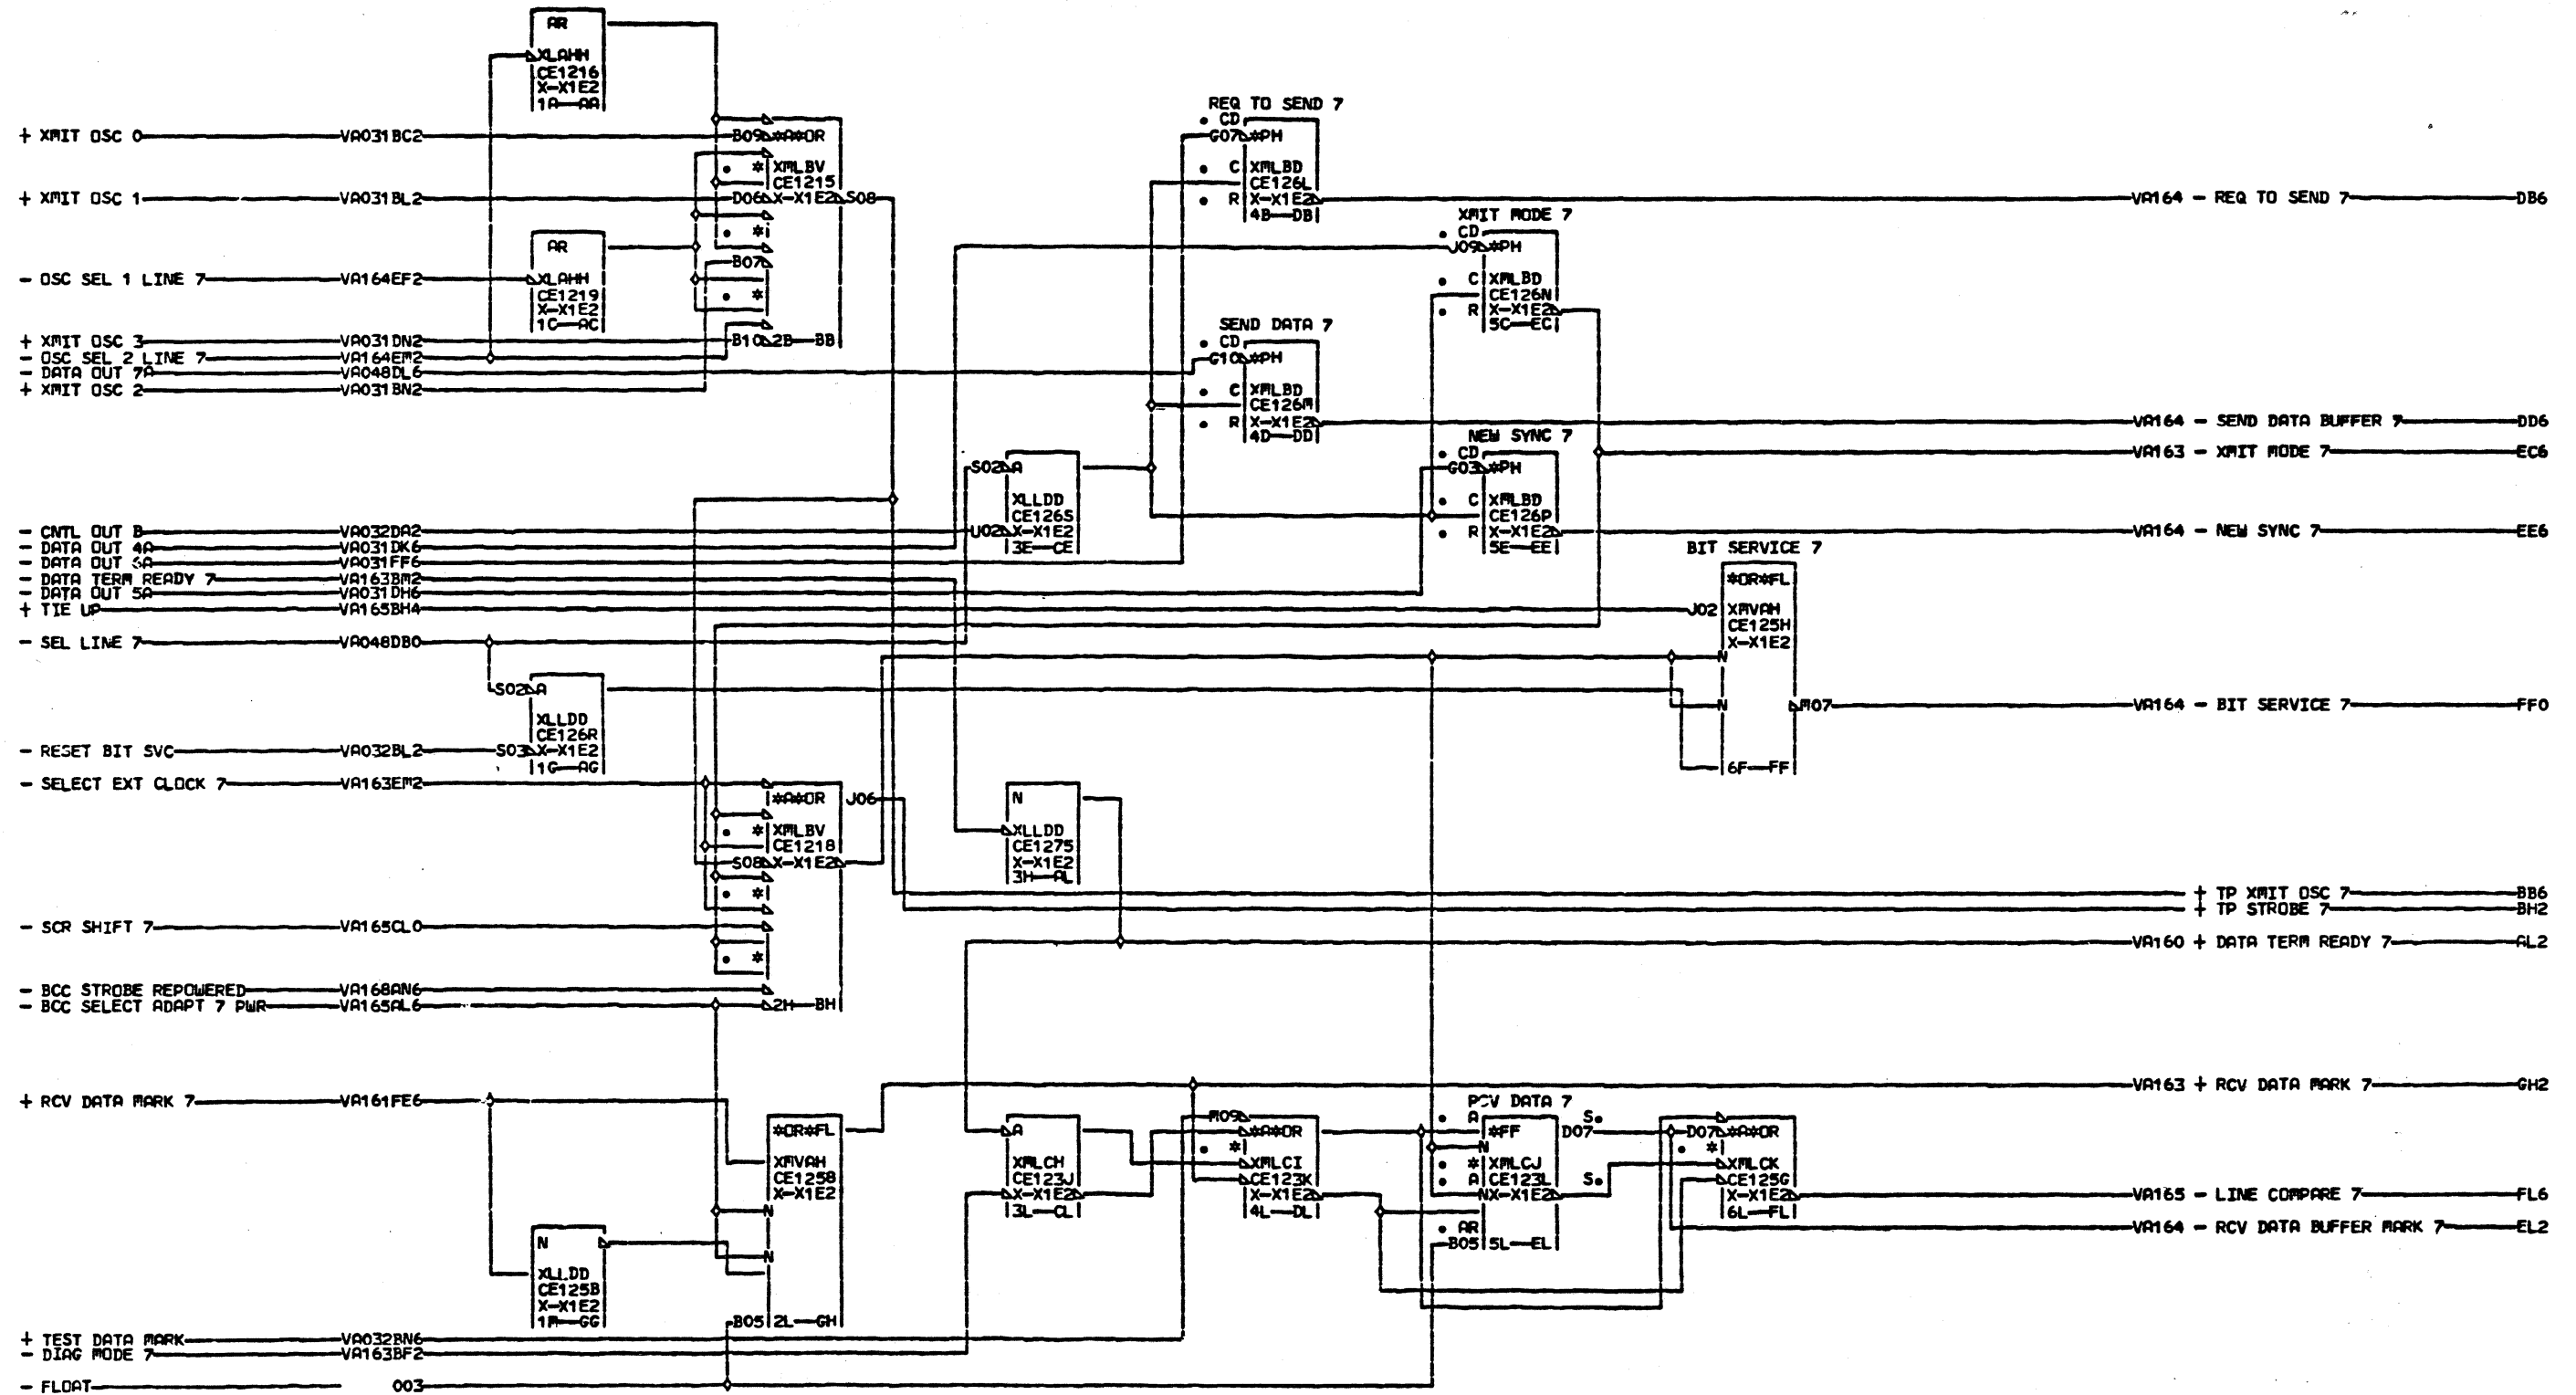 AR
XLAHH
CE1216
X-X1E2
1A-AA
+ XMIT OSC 0 VA031BC2
B09 *A*OR
* XMLBV
CE1215
+ XMIT OSC 1 VA031BL2 D06 X-X1E2 S08
*
AR
B07
- OSC SEL 1 LINE 7 VA164EF2 XLAHH
CE1219
*
X-X1E2
1C-AC
+ XMIT OSC 3 VA031DN2 B10 2B-BB
- OSC SEL 2 LINE 7 VA164EM2
- DATA OUT 7A VA048DL6
+ XMIT OSC 2 VA031BN2
REQ TO SEND 7
CD
G07 *PH
C XMLBD
CE126L
R X-X1E2 VA164 - REQ TO SEND 7 DB6
4B-DB
XMIT MODE 7
CD
J09 *PH
C XMLBD
CE126N
R X-X1E2
5C-EC
SEND DATA 7
CD
G10 *PH
C XMLBD
CE126M
R X-X1E2 VA164 - SEND DATA BUFFER 7 DD6
4D-DD
VA163 - XMIT MODE 7 EC6
NEW SYNC 7
CD
G03 *PH
C XMLBD
CE126P
R X-X1E2 VA164 - NEW SYNC 7 EE6
5E-EE
S02 A
XLLDD
CE126S
- CNTL OUT B VA032DA2 U02 X-X1E2
3E-CE
- DATA OUT 4A VA031DK6
- DATA OUT VA031FF6
- DATA TERM READY 7 VA163BM2
- DATA OUT 5A VA031DH6
+ TIE UP VA165BH4
BIT SERVICE 7
*OR*FL
J02 XMVAH
CE125H
X-X1E2
N
N M07 VA164 - BIT SERVICE 7 FF0
6F-FF
- SEL LINE 7 VA048DB0
S02 A
XLLDD
CE126R
- RESET BIT SVC VA032BL2 S03 X-X1E2
1G-AG
- SELECT EXT CLOCK 7 VA163EM2
*A*OR J06
* XMLBV
CE1218
S08 X-X1E2
*
- SCR SHIFT 7 VA165CL0
*
- BCC STROBE REPOWERED VA168AN6
- BCC SELECT ADAPT 7 PWR VA165AL6 2H-BH
N
XLLDD
CE1275
X-X1E2
3H-AL
+ TP XMIT OSC 7 BB6
+ TP STROBE 7 BH2
VA160 + DATA TERM READY 7 AL2
VA163 + RCV DATA MARK 7 GH2
+ RCV DATA MARK 7 VA161FE6
*OR*FL
XMVAH
CE1258
X-X1E2
N
N
B05 2L-GH
N
XLLDD
CE125B
X-X1E2
1M-GG
A
XMLCH
CE123J
X-X1E2
3L-CL
M09
*A*OR
*
XMLCI
CE123K
X-X1E2
4L-DL
RCV DATA 7
A S
*FF D07
N
* XMLCJ
A CE123L S
N X-X1E2
AR
B05 5L-EL
D07 *A*OR
*
XMLCK
CE125G
X-X1E2 VA165 - LINE COMPARE 7 FL6
6L-FL
VA164 - RCV DATA BUFFER MARK 7 EL2
+ TEST DATA MARK VA032BN6
- DIAG MODE 7 VA163BF2
- FLOAT 003